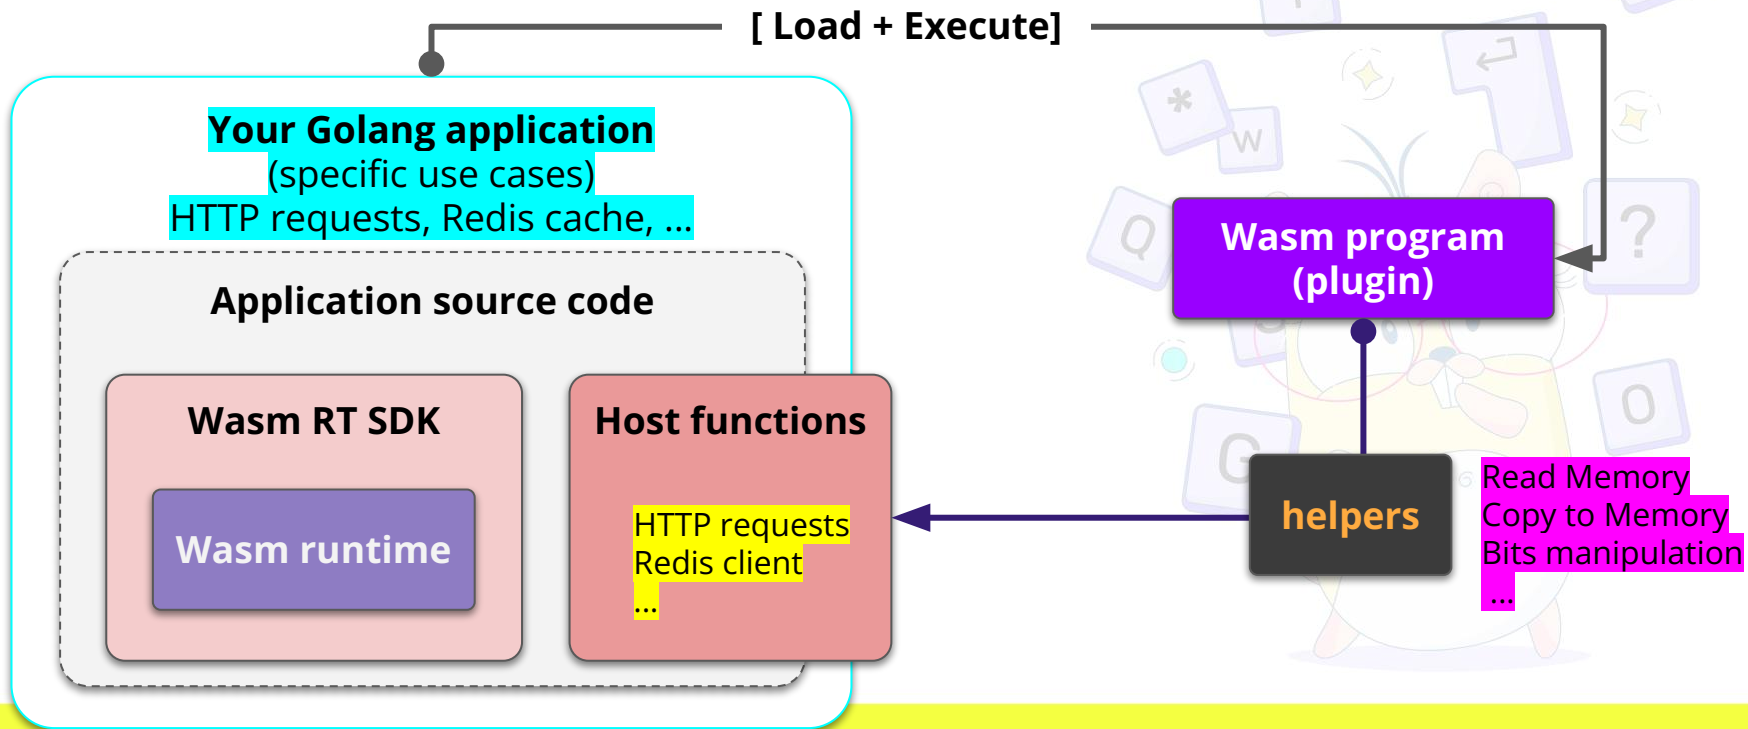 [ Load + Execute]
Your Golang application
(specific use cases)
HTTP requests, Redis cache, ...
Application source code
Wasm RT SDK
Wasm runtime
Host functions
HTTP requests
Redis client
...
Wasm program
(plugin)
helpers
Read Memory
Copy to Memory
Bits manipulation
...
*
W
Q
?
G
O